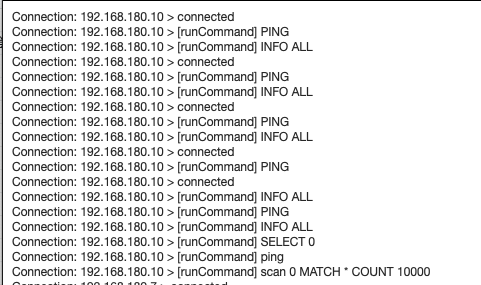 Connection: 192.168.180.10 > connected
Connection: 192.168.180.10 > [runCommand] PING
Connection: 192.168.180.10 > [runCommand] INFO ALL
Connection: 192.168.180.10 > connected
Connection: 192.168.180.10 > [runCommand] PING
Connection: 192.168.180.10 > [runCommand] INFO ALL
Connection: 192.168.180.10 > connected
Connection: 192.168.180.10 > [runCommand] PING
Connection: 192.168.180.10 > [runCommand] INFO ALL
Connection: 192.168.180.10 > connected
Connection: 192.168.180.10 > [runCommand] PING
Connection: 192.168.180.10 > connected
Connection: 192.168.180.10 > [runCommand] INFO ALL
Connection: 192.168.180.10 > [runCommand] PING
Connection: 192.168.180.10 > [runCommand] INFO ALL
Connection: 192.168.180.10 > [runCommand] SELECT 0
Connection: 192.168.180.10 > [runCommand] ping
Connection: 192.168.180.10 > [runCommand] scan 0 MATCH * COUNT 10000